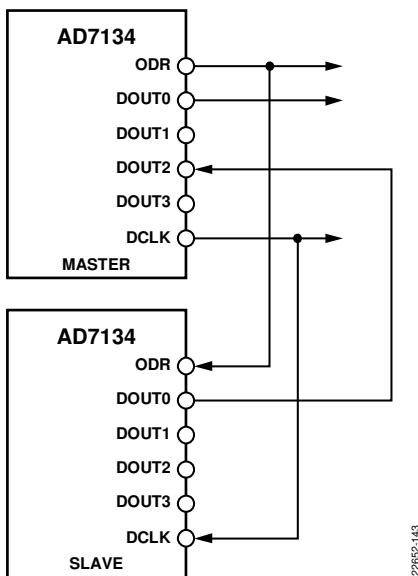 AD7134
ODR
DOUT0
DOUT1
DOUT2
DOUT3
DCLK
MASTER
AD7134
ODR
DOUT0
DOUT1
DOUT2
DOUT3
DCLK
SLAVE
22652-143